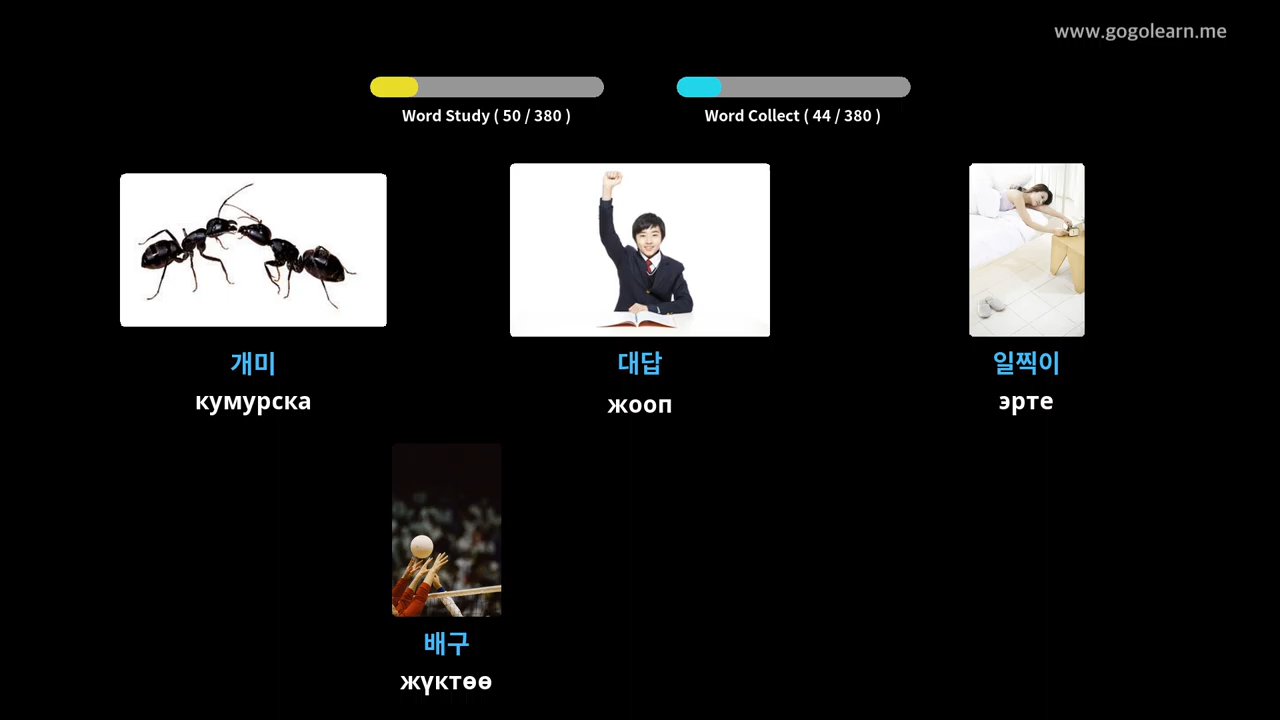 www.gogolearn.me
Word Study ( 50 / 380 )
Word Collect ( 44 / 380 )
개미
кумурска
대답
жооп
일찍이
эрте
배구
жүктөө